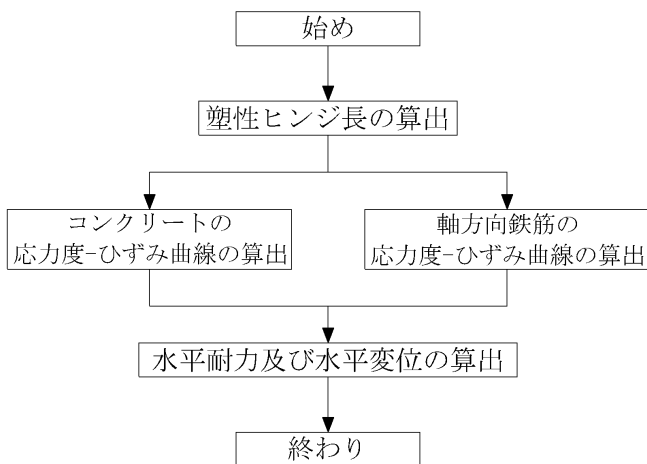 始め
塑性ヒンジ長の算出
コンクリートの
応力度-ひずみ曲線の算出
軸方向鉄筋の
応力度-ひずみ曲線の算出
水平耐力及び水平変位の算出
終わり